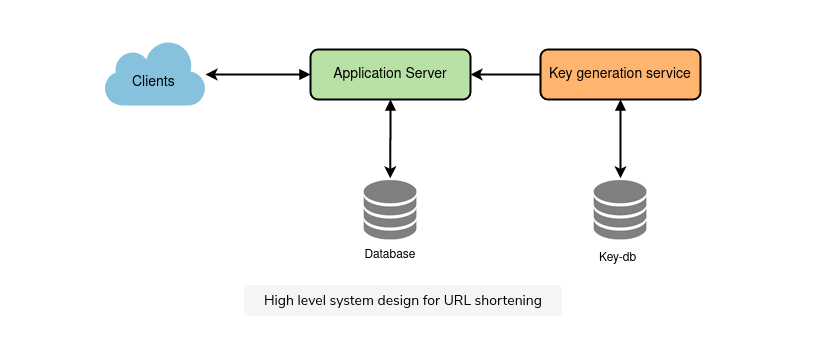 Clients
Application Server
Key generation service
Database
Key-db
High level system design for URL shortening